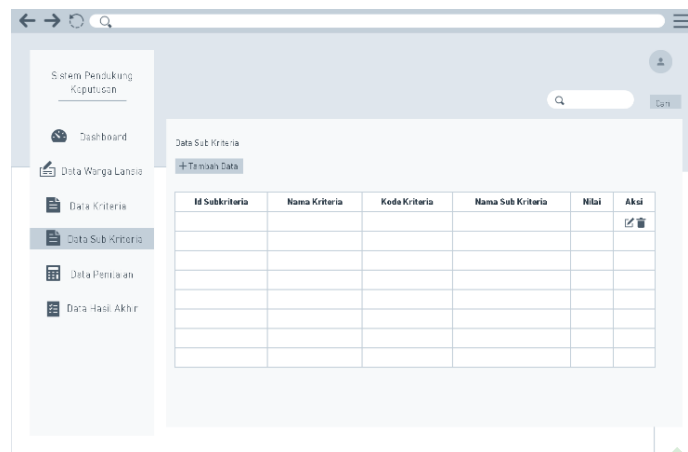 Sistem Pendukung
Keputusan
Cari
Dashboard
Data Warga Lansia
Data Kriteria
Data Sub Kriteria
Data Penilaian
Data Hasil Akhir
Data Sub Kriteria
+ Tambah Data
Id Subkriteria Nama Kriteria Kode Kriteria Nama Sub Kriteria Nilai Aksi